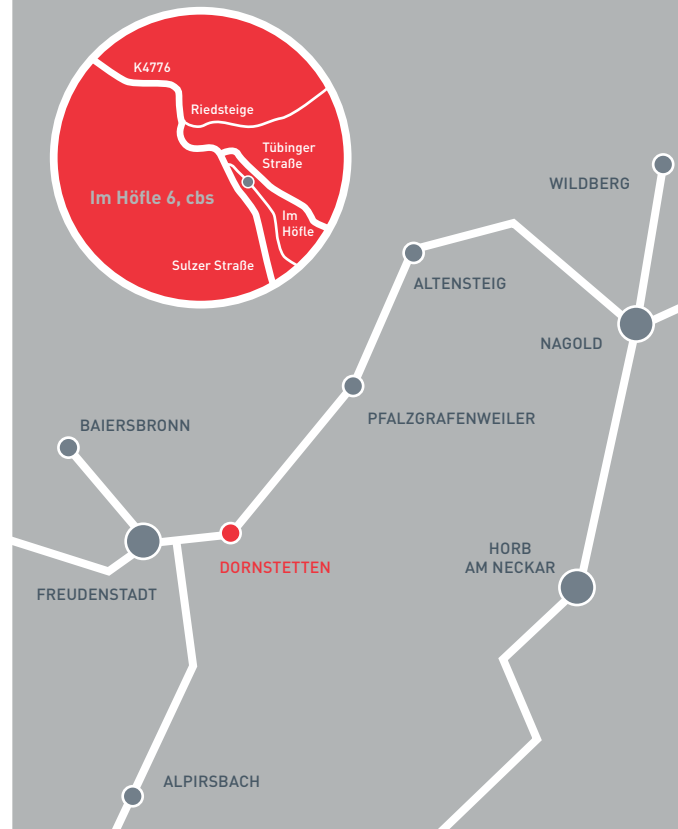 K4776
Riedsteige
Tübinger
Straße
Im Höfle 6, cbs
Im
Höfle
Sulzer Straße
WILDBERG
ALTENSTEIG
NAGOLD
PFALZGRAFENWEILER
BAIERSBRONN
HORB
AM NECKAR
DORNSTETTEN
FREUDENSTADT
ALPIRSBACH